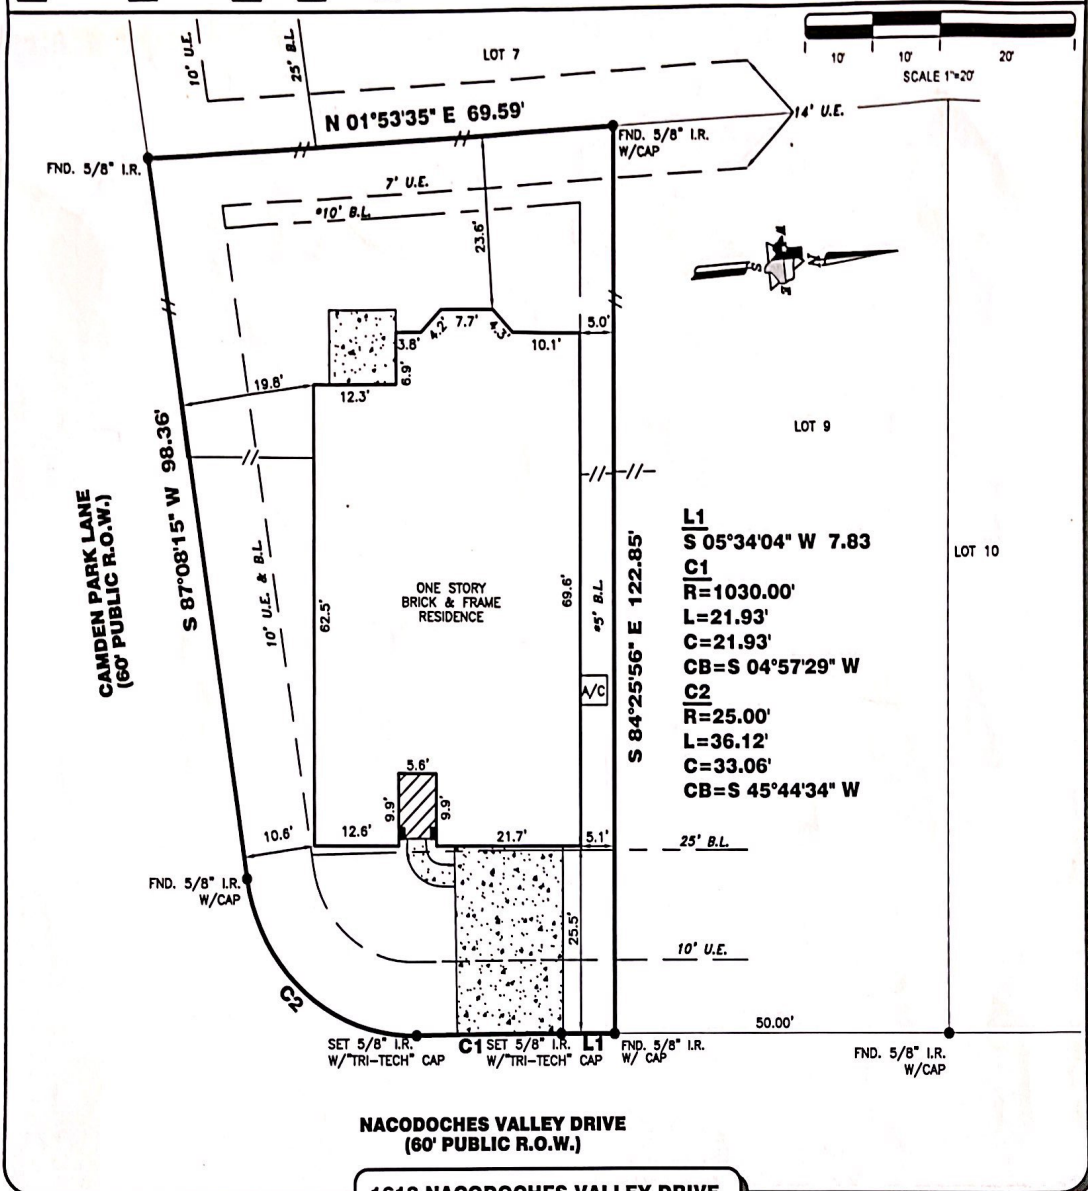 10'
10'
20'
SCALE 1"=20'
10' U.E.
25' B.L.
LOT 7
14' U.E.
N 01°53'35" E 69.59'
FND. 5/8" I.R.
FND. 5/8" I.R.
W/CAP
7' U.E.
*10' B.L.
23.6'
S
N
E
3.8'
4.2'
7.7'
4.3'
10.1'
5.0'
6.9'
12.3'
19.8'
LOT 9
CAMDEN PARK LANE
(60' PUBLIC R.O.W.)
S 87°08'15" W 98.36'
10' U.E. & B.L.
62.5'
ONE STORY
BRICK & FRAME
RESIDENCE
69.6'
*5' B.L.
A/C
S 84°25'56" E 122.85'
L1
S 05°34'04" W 7.83
C1
R=1030.00'
L=21.93'
C=21.93'
CB=S 04°57'29" W
C2
R=25.00'
L=36.12'
C=33.06'
CB=S 45°44'34" W
LOT 10
5.6'
9.9'
9.9'
10.6'
12.6'
21.7'
5.1'
25' B.L.
FND. 5/8" I.R.
W/CAP
25.5'
10' U.E.
C2
50.00'
SET 5/8" I.R.
W/"TRI-TECH" CAP
C1
SET 5/8" I.R.
W/"TRI-TECH" CAP
L1
FND. 5/8" I.R.
W/ CAP
FND. 5/8" I.R.
W/CAP
NACODOCHES VALLEY DRIVE
(60' PUBLIC R.O.W.)
NACODOCHES VALLEY DRIVE